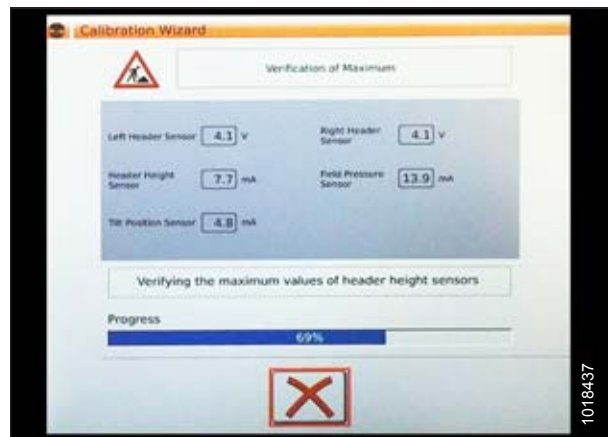 Calibration Wizard
Verification of Maximum
Left Header Sensor 4.1 V
Right Header Sensor 4.1 V
Header Height Sensor 7.7 mA
Field Pressure Sensor 13.9 mA
Tilt Position Sensor 4.8 mA
Verifying the maximum values of header height sensors
Progress
69%
1018437